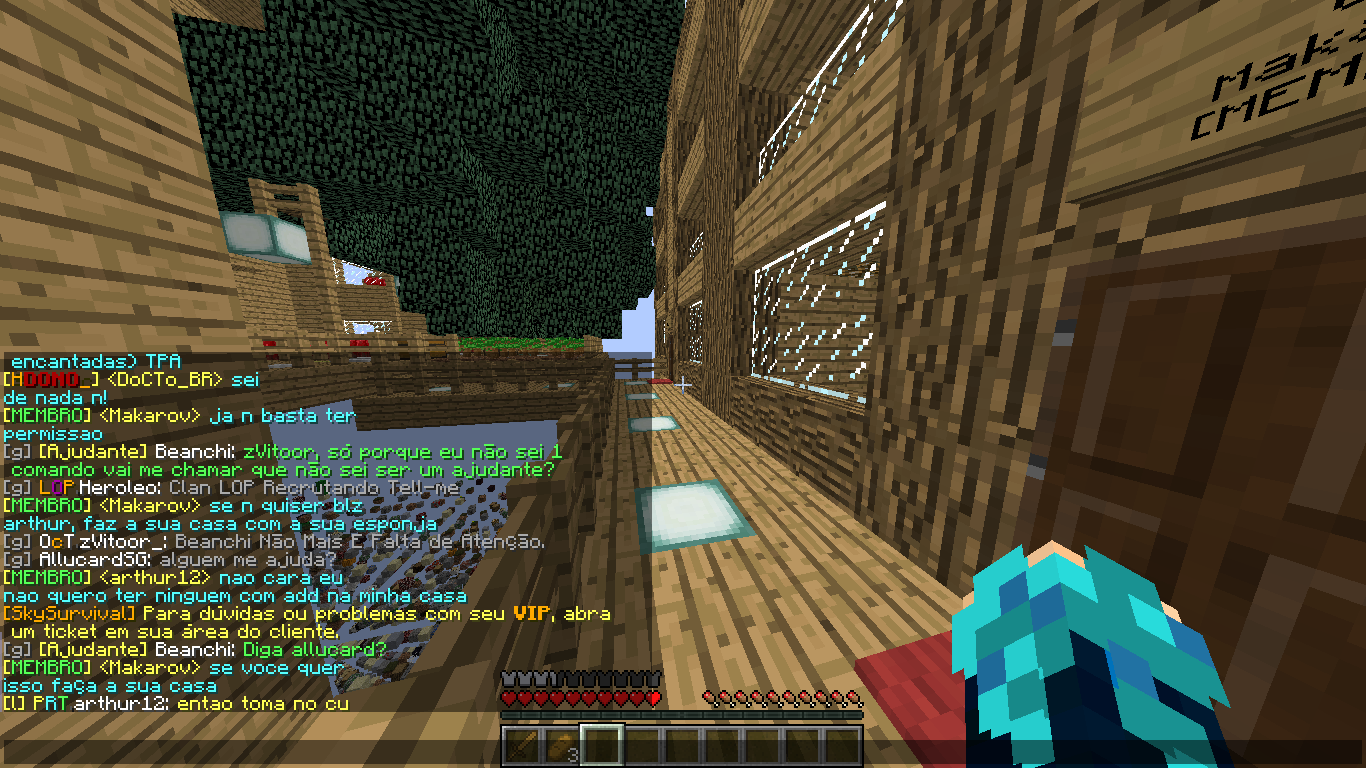 Mak
[MEM
encantadas) TPA
[HDONO_] <DoCTo_BR> sei
de nada n!
[MEMBRO] <Makarov> ja n basta ter
permissao
[g] [Ajudante] Beanchi: zVitoor, só porque eu não sei 1
comando vai me chamar que não sei ser um ajudante?
[g] LOP Heroleo: Clan LOP Recrutando Tell-me
[MEMBRO] <Makarov> se n quiser blz
arthur, faz a sua casa com a sua esponja
[g] OcT zVitoor_: Beanchi Não Mais E Falta de Atenção.
[g] AllucardSG: alguem me ajuda?
[MEMBRO] <arthur12> nao cara eu
nao quero ter ninguem com add na minha casa
[SkySurvival] Para dúvidas ou problemas com seu VIP, abra
um ticket em sua área do cliente.
[g] [Ajudante] Beanchi: Diga allucard?
[MEMBRO] <Makarov> se voce quer
isso faça a sua casa
[l] PRT arthur12: entao toma no cu
3